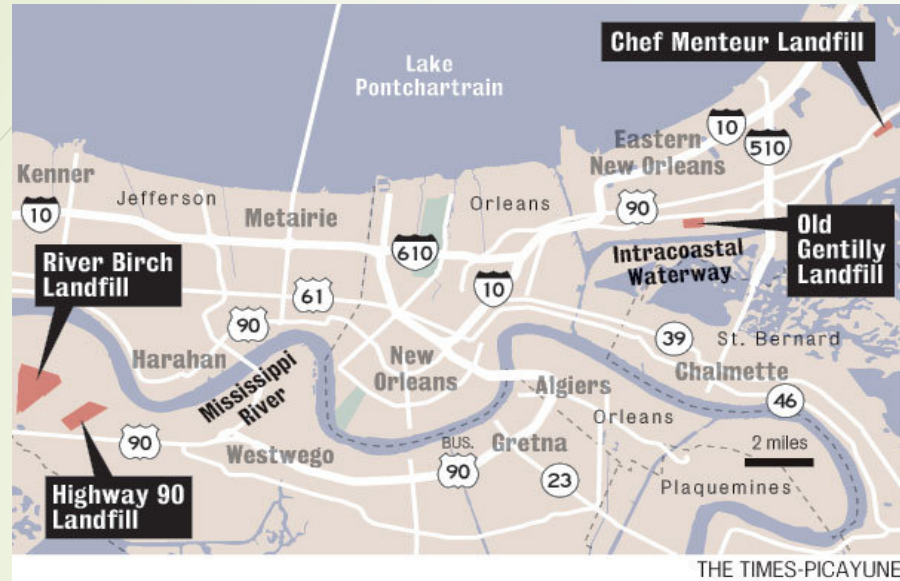 Chef Menteur Landfill
Lake
Pontchartrain
10
510
Eastern
New Orleans
Kenner
Jefferson
Orleans
10
Metairie
90
Old
Gentilly
Landfill
610
Intracoastal
Waterway
River Birch
Landfill
61
10
90
39
St. Bernard
Harahan
Mississippi
River
New
Orleans
Chalmette
Algiers
46
Orleans
90
Westwego
BUS.
90
Gretna
2 miles
23
Plaquemines
Highway 90
Landfill
THE TIMES-PICAYUNE